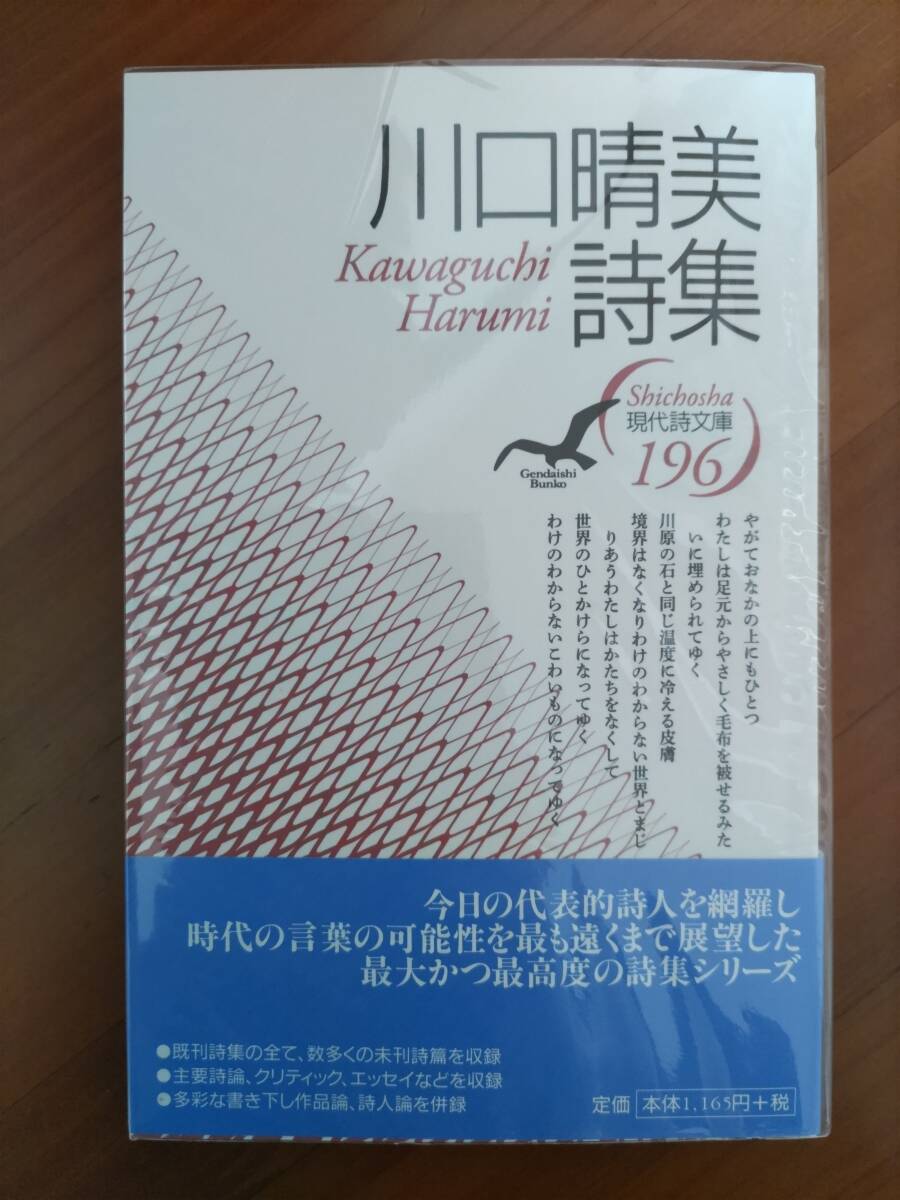 川口晴美
詩集
Kawaguchi
Harumi
Shichosha
現代詩文庫
196
Gendaishi
Bunko
やがておなかの上にもひとつ
わたしは足元からやさしく毛布を被せるみた
いに埋められてゆく
川原の石と同じ温度に冷える皮膚
境界はなくなりわけのわからない世界とまじ
りあうわたしはかたちをなくして
世界のひとかけらになってゆく
わけのわからないこわいものになってゆく
今日の代表的詩人を網羅し
時代の言葉の可能性を最も遠くまで展望した
最大かつ最高度の詩集シリーズ
●既刊詩集の全て、数多くの未刊詩篇を収録
●主要詩論、クリティック、エッセイなどを収録
●多彩な書き下し作品論、詩人論を併録
定価 本体1,165円+税